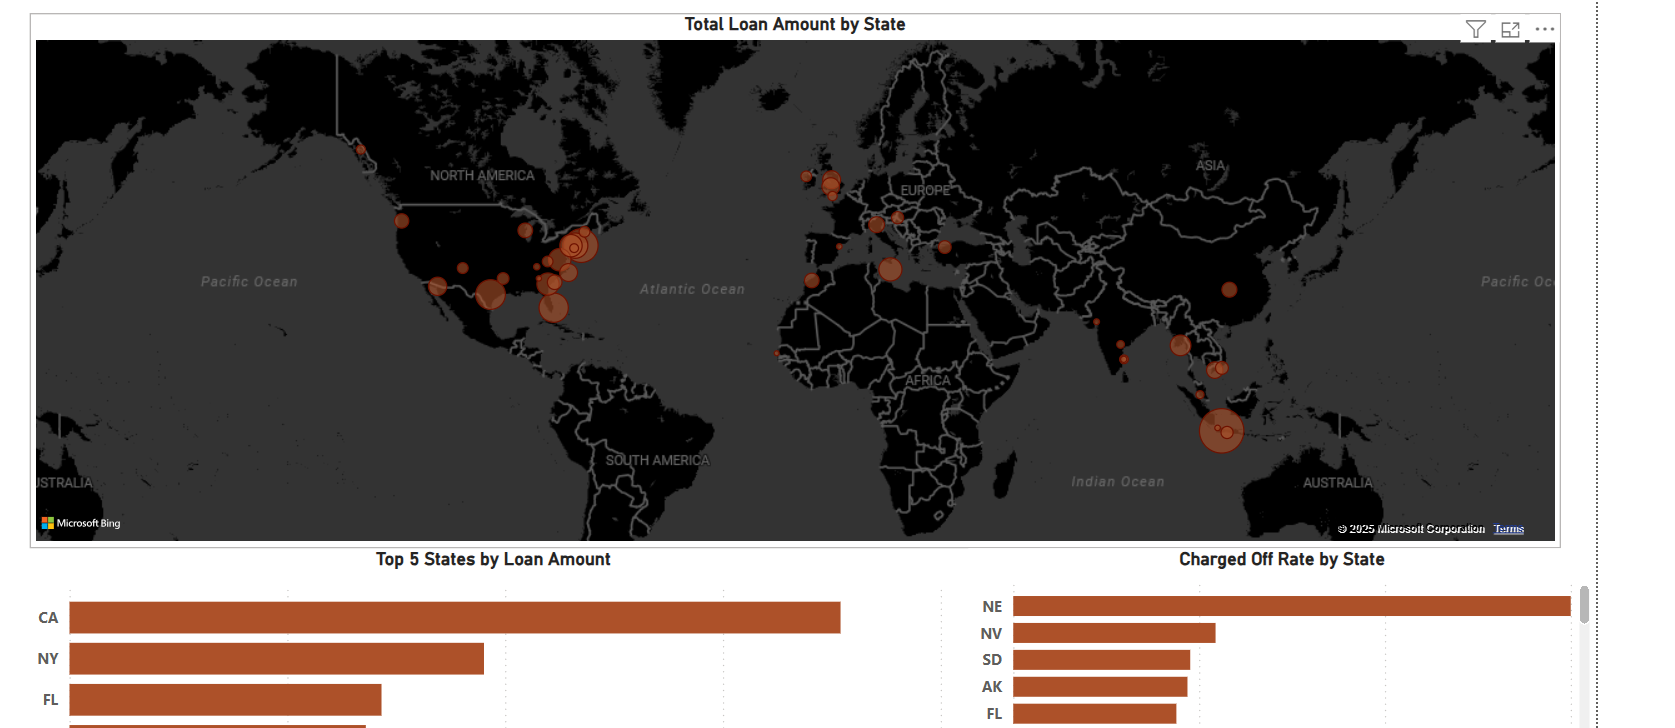 Total Loan Amount by State
NORTH AMERICA
EUROPE
ASIA
Pacific Ocean
Atlantic Ocean
Pacific Oc
AFRICA
SOUTH AMERICA
Indian Ocean
USTRALIA
AUSTRALIA
Microsoft Bing
© 2025 Microsoft Corporation Terms
Top 5 States by Loan Amount
Charged Off Rate by State
CA
NY
FL
NE
NV
SD
AK
FL